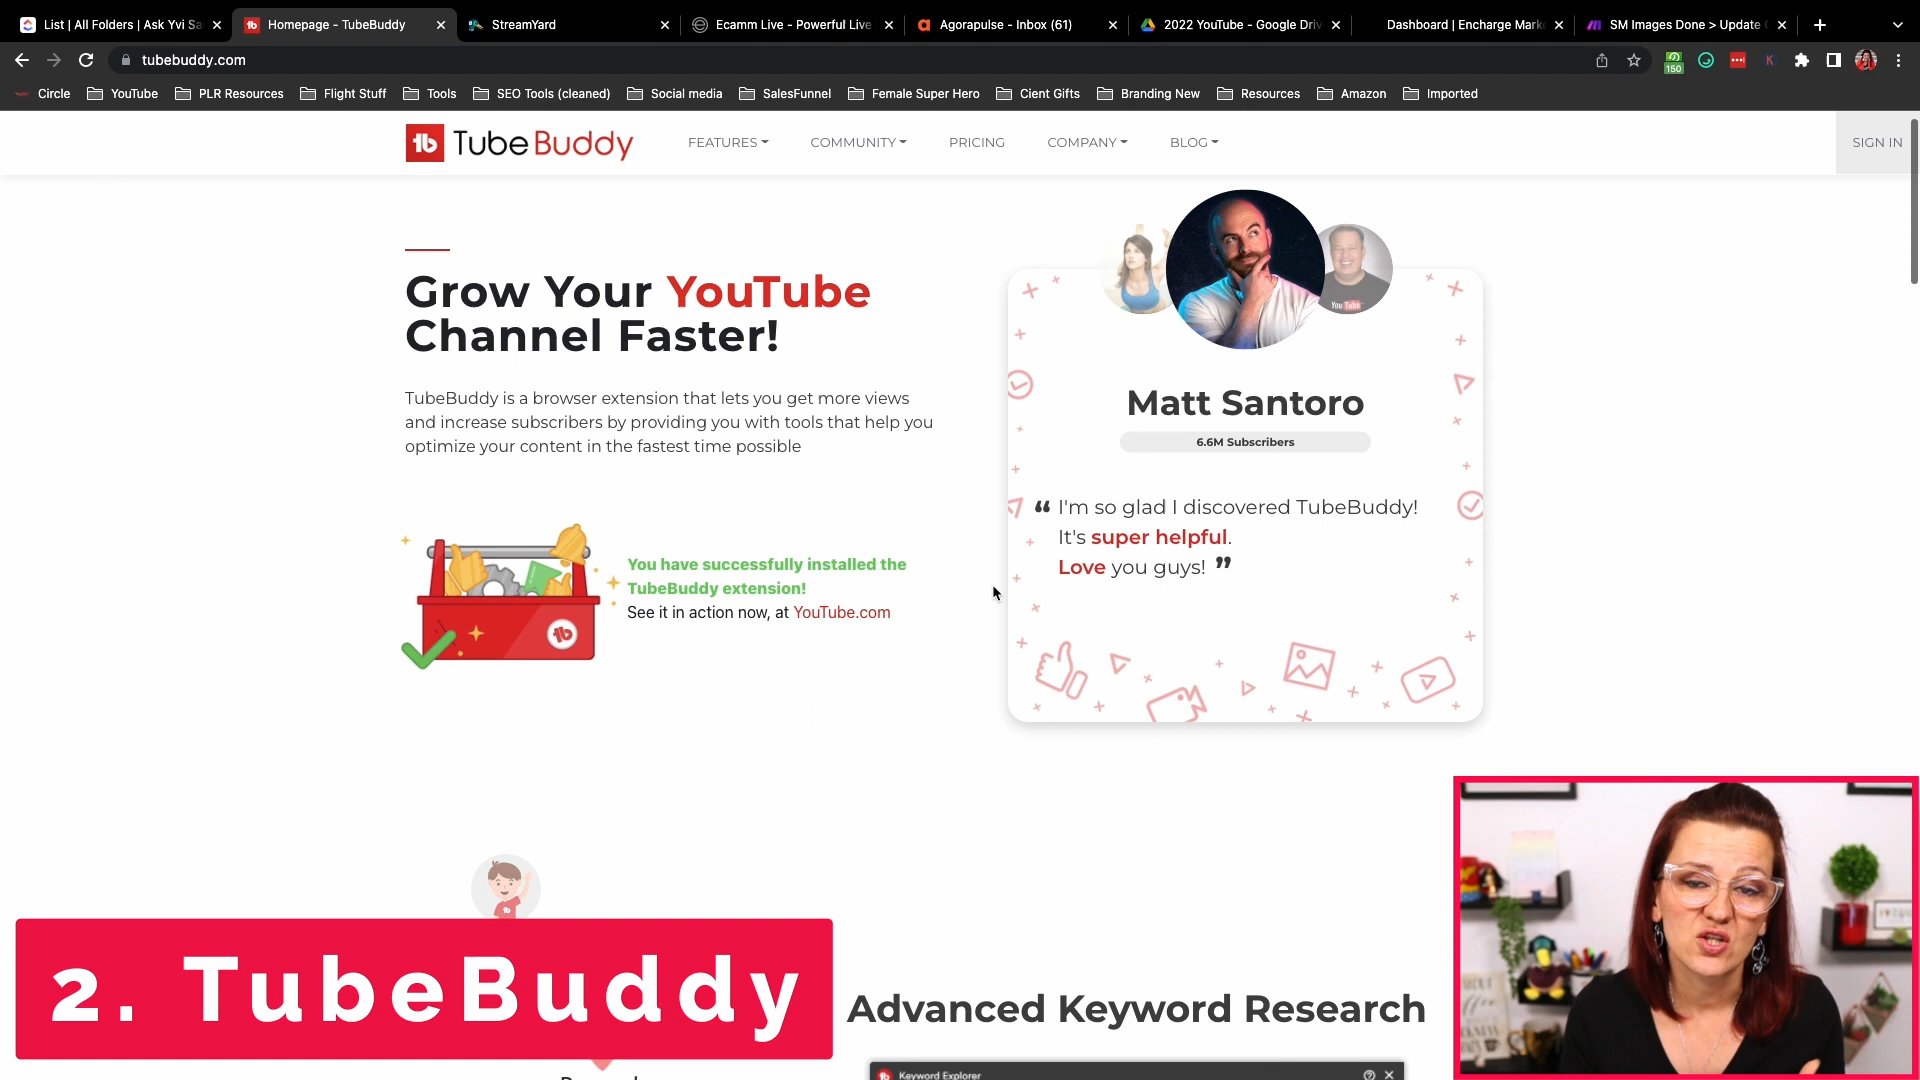 List | All Folders | Ask Yvi Sa
Homepage - TubeBuddy
StreamYard
Ecamm Live - Powerful Live
Agorapulse - Inbox (61)
2022 YouTube - Google Driv
Dashboard | Encharge Mark
SM Images Done > Update
tubebuddy.com
150
K
Circle
YouTube
PLR Resources
Flight Stuff
Tools
SEO Tools (cleaned)
Social media
SalesFunnel
Female Super Hero
Cient Gifts
Branding New
Resources
Amazon
Imported
tb TubeBuddy
FEATURES
COMMUNITY
PRICING
COMPANY
BLOG
SIGN IN
Grow Your YouTube
Channel Faster!
TubeBuddy is a browser extension that lets you get more views
and increase subscribers by providing you with tools that help you
optimize your content in the fastest time possible
You have successfully installed the
TubeBuddy extension!
See it in action now, at YouTube.com
You Tube
Matt Santoro
6.6M Subscribers
“ I'm so glad I discovered TubeBuddy!
It's super helpful.
Love you guys! ”
2. TubeBuddy
Advanced Keyword Research
Keyword Explorer